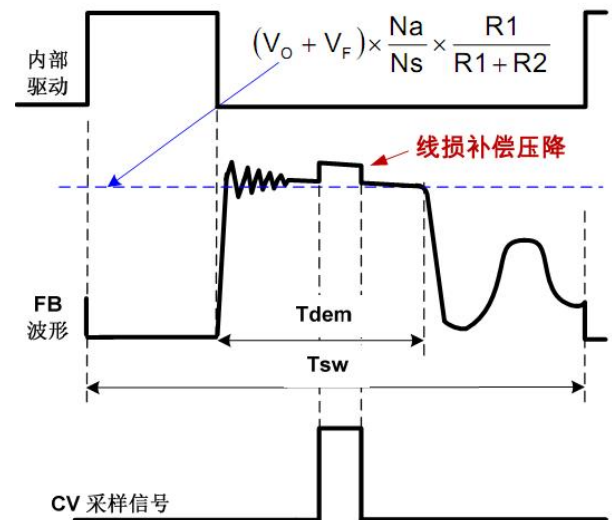 内部
驱动
(V_O + V_F) × Na/Ns × R1/(R1 + R2)
线损补偿压降
FB
波形
Tdem
Tsw
CV 采样信号